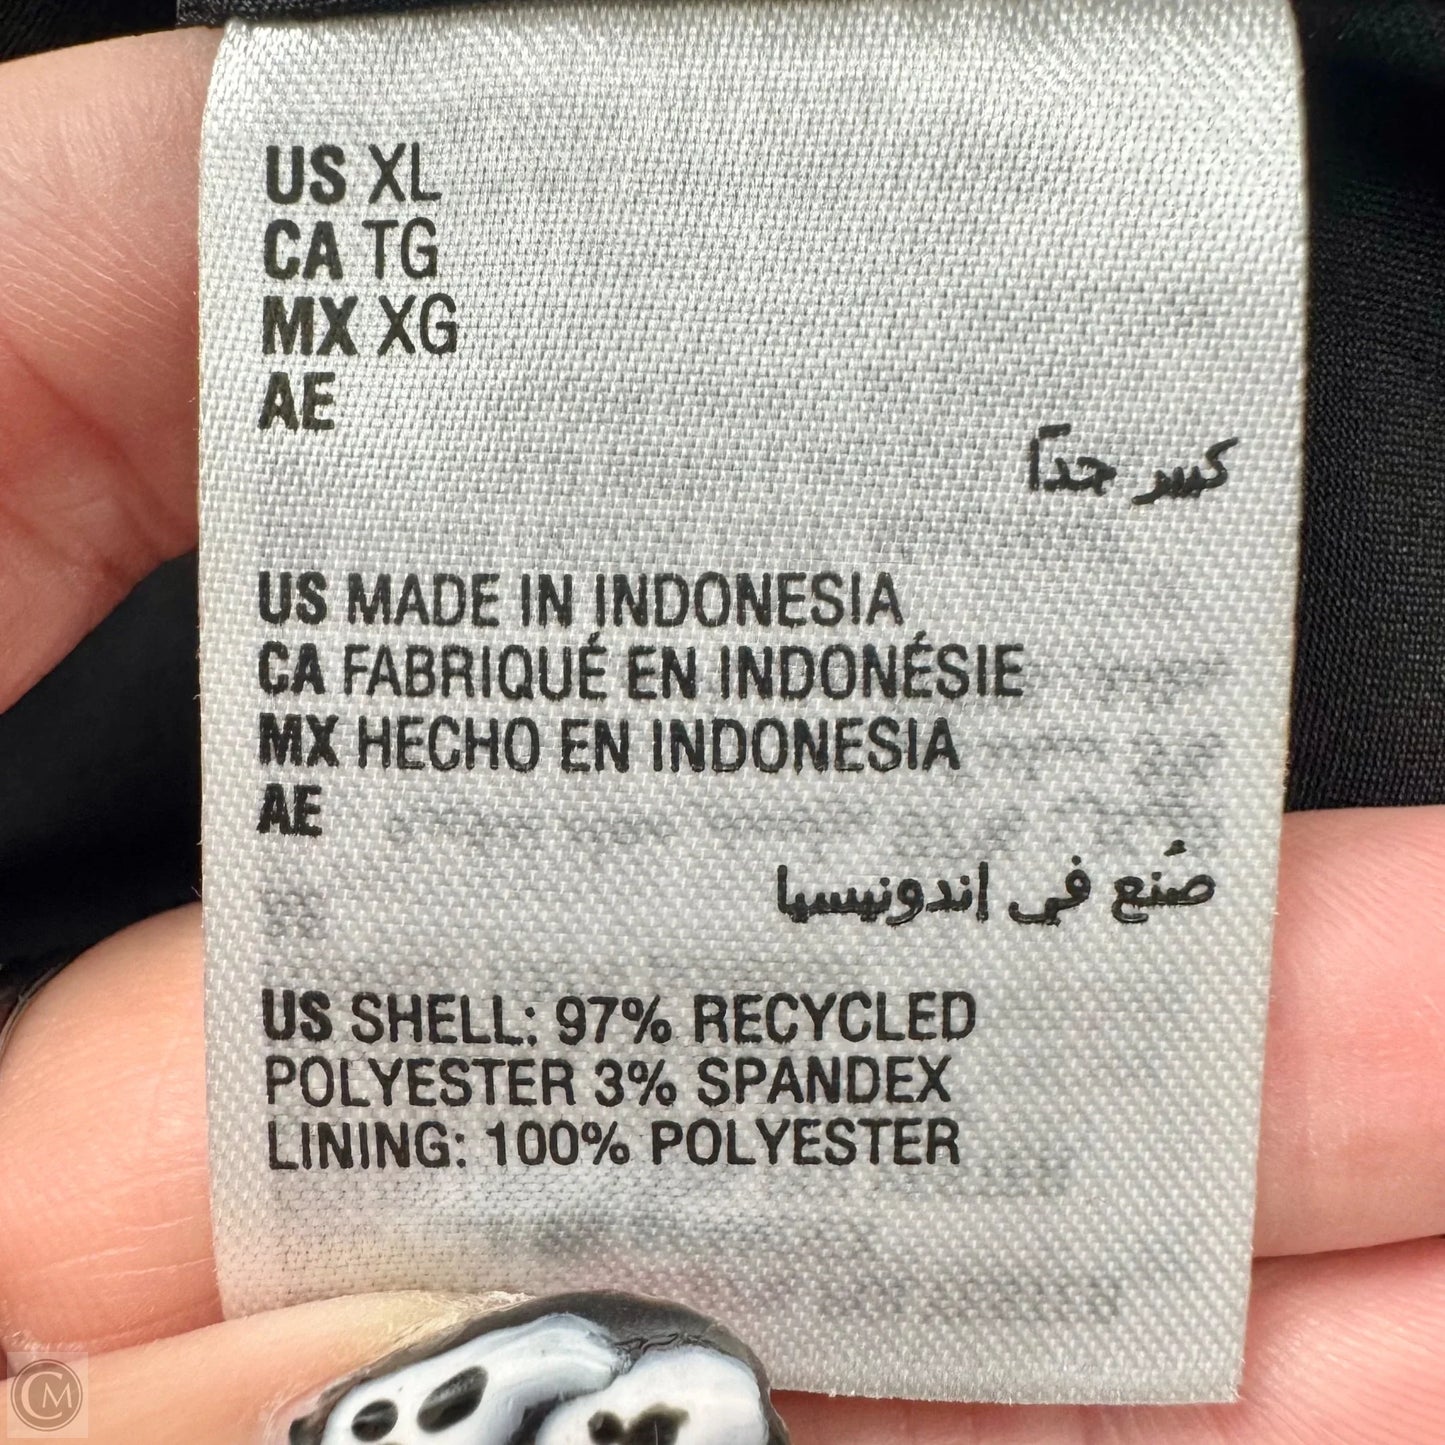 US XL
CA TG
MX XG
AE
كبير جداً
US MADE IN INDONESIA
CA FABRIQUÉ EN INDONÉSIE
MX HECHO EN INDONESIA
AE
صُنع في إندونيسيا
US SHELL: 97% RECYCLED
POLYESTER 3% SPANDEX
LINING: 100% POLYESTER
CM